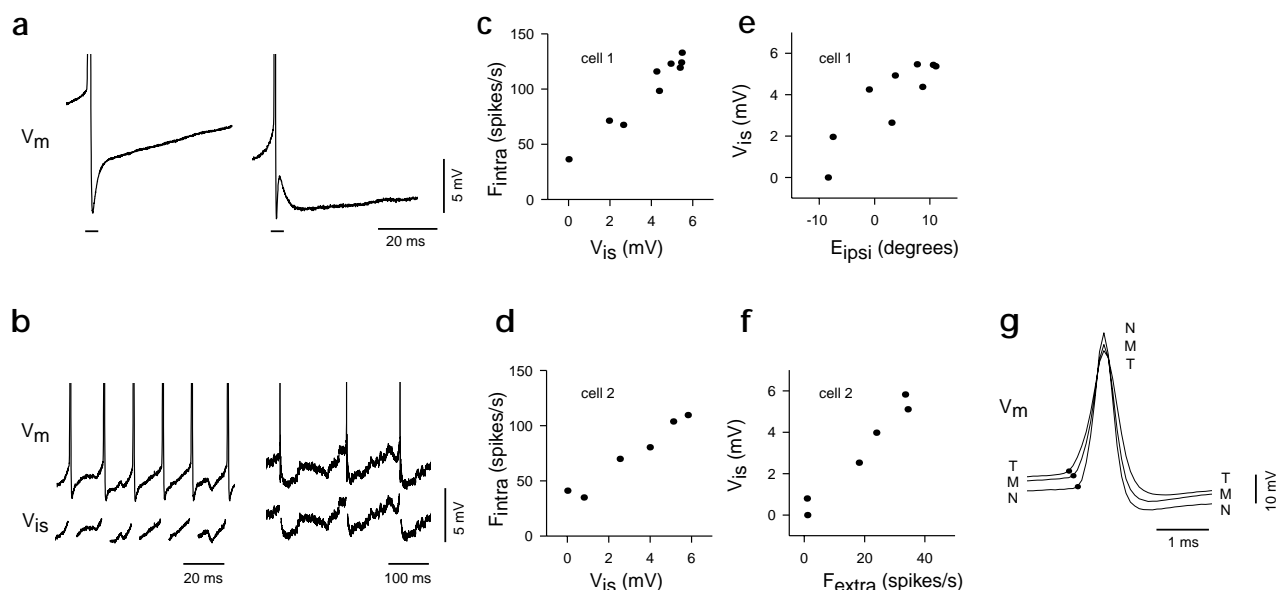 a
Vm
5 mV
20 ms
b
Vm
Vis
5 mV
20 ms
100 ms
c
cell 1
Fintra (spikes/s)
150
100
50
0
0 2 4 6
Vis (mV)
d
cell 2
Fintra (spikes/s)
150
100
50
0
0 2 4 6
Vis (mV)
e
cell 1
Vis (mV)
6
4
2
0
-10 0 10
Eipsi (degrees)
f
cell 2
Vis (mV)
6
4
2
0
0 20 40
Fextra (spikes/s)
g
N
M
T
Vm
T
M
N
T
M
N
10 mV
1 ms